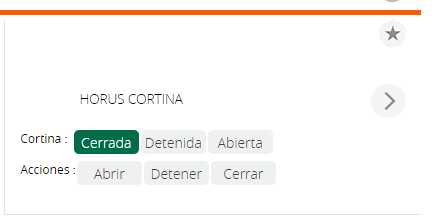 HORUS CORTINA
Cortina : Cerrada Detenida Abierta
Acciones : Abrir Detener Cerrar